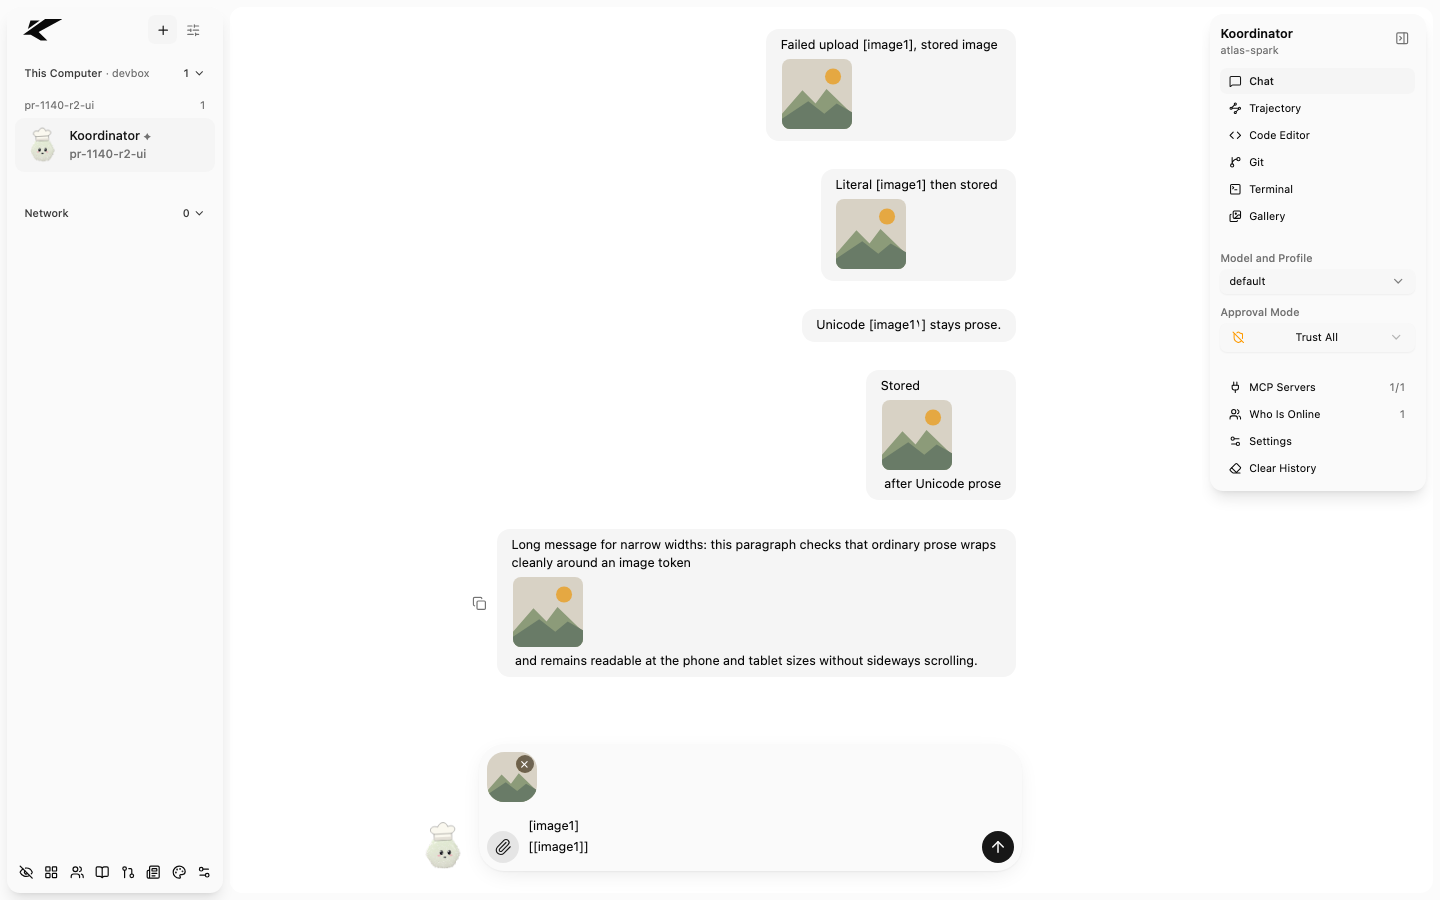 This Computer · devbox 1
pr-1140-r2-ui 1
Koordinator
pr-1140-r2-ui
Network 0
Failed upload [image1], stored image
Literal [image1] then stored
Unicode [image1١] stays prose.
Stored
after Unicode prose
Long message for narrow widths: this paragraph checks that ordinary prose wraps
cleanly around an image token
and remains readable at the phone and tablet sizes without sideways scrolling.
[image1]
[[image1]]
Koordinator
atlas-spark
Chat
Trajectory
Code Editor
Git
Terminal
Gallery
Model and Profile
default
Approval Mode
Trust All
MCP Servers 1/1
Who Is Online 1
Settings
Clear History